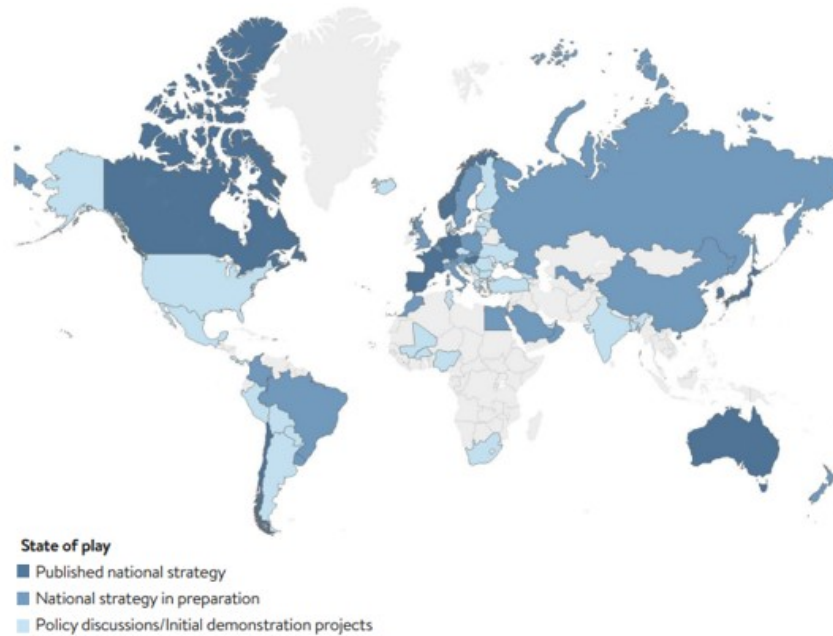 State of play
Published national strategy
National strategy in preparation
Policy discussions/Initial demonstration projects